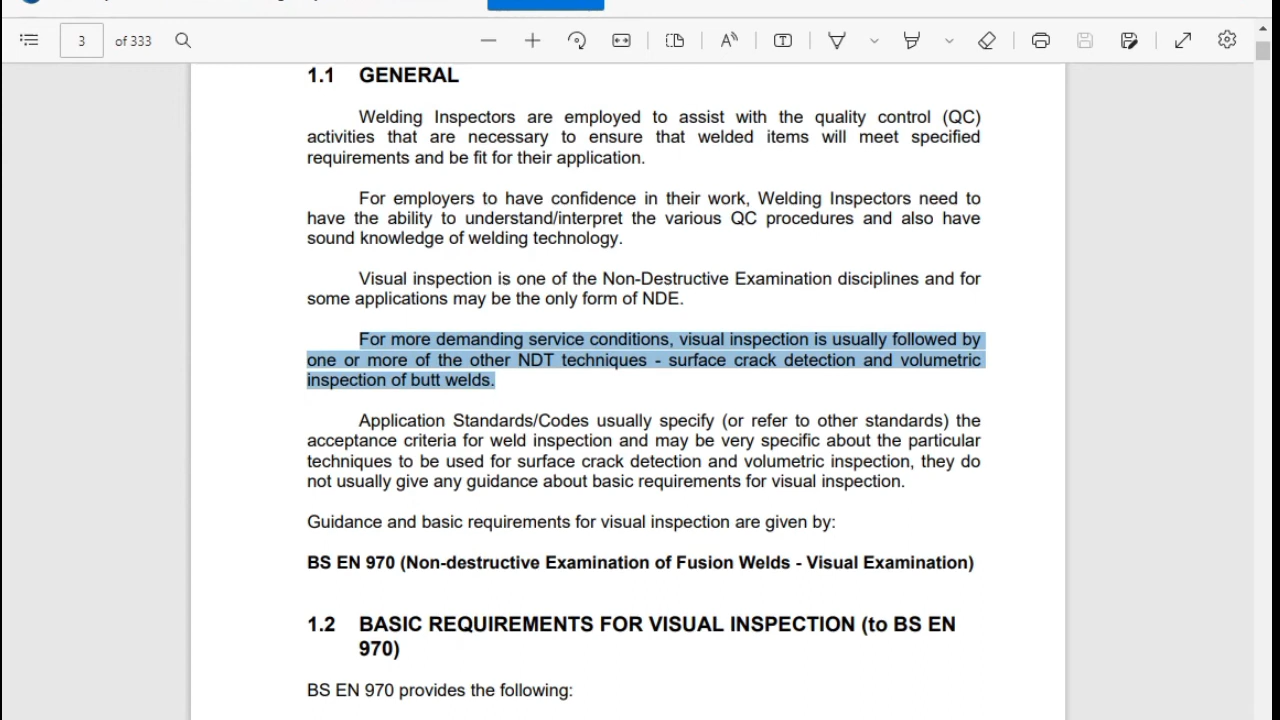 3 of 333
1.1 GENERAL
Welding Inspectors are employed to assist with the quality control (QC)
activities that are necessary to ensure that welded items will meet specified
requirements and be fit for their application.
For employers to have confidence in their work, Welding Inspectors need to
have the ability to understand/interpret the various QC procedures and also have
sound knowledge of welding technology.
Visual inspection is one of the Non-Destructive Examination disciplines and for
some applications may be the only form of NDE.
For more demanding service conditions, visual inspection is usually followed by
one or more of the other NDT techniques - surface crack detection and volumetric
inspection of butt welds.
Application Standards/Codes usually specify (or refer to other standards) the
acceptance criteria for weld inspection and may be very specific about the particular
techniques to be used for surface crack detection and volumetric inspection, they do
not usually give any guidance about basic requirements for visual inspection.
Guidance and basic requirements for visual inspection are given by:
BS EN 970 (Non-destructive Examination of Fusion Welds - Visual Examination)
1.2 BASIC REQUIREMENTS FOR VISUAL INSPECTION (to BS EN
970)
BS EN 970 provides the following: